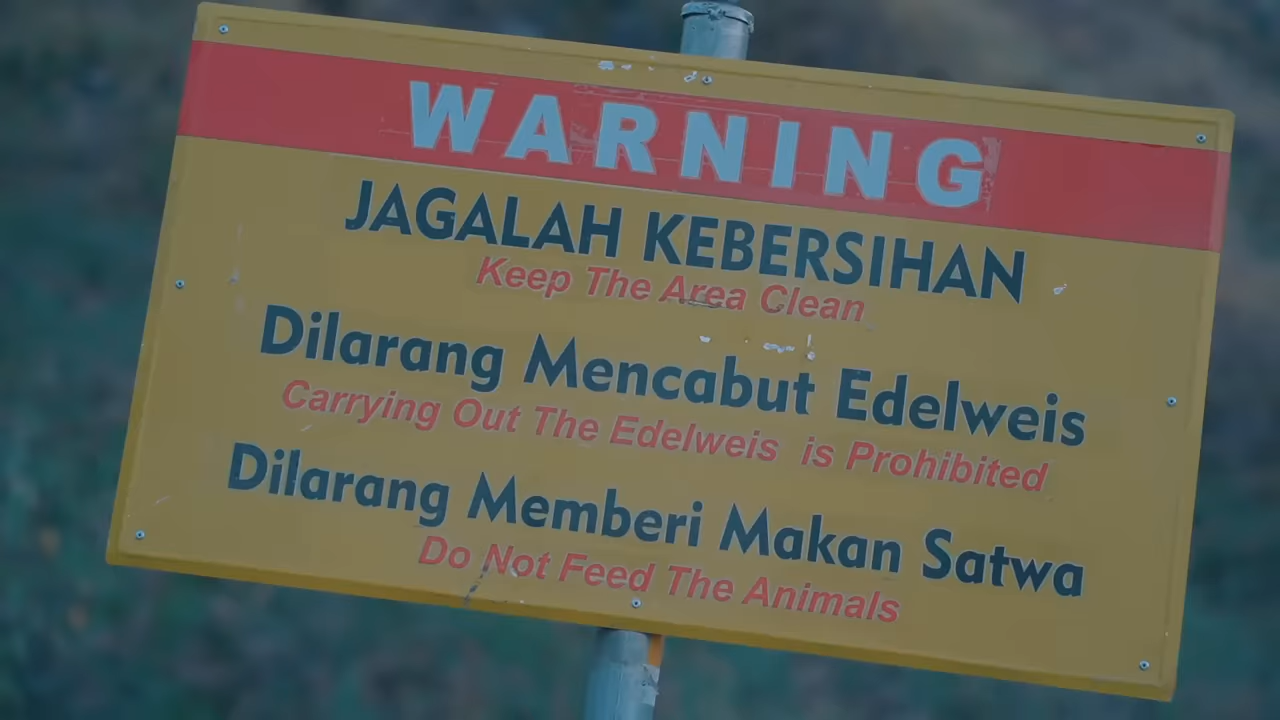 WARNING
JAGALAH KEBERSIHAN
Keep The Area Clean
Dilarang Mencabut Edelweis
Carrying Out The Edelweis is Prohibited
Dilarang Memberi Makan Satwa
Do Not Feed The Animals